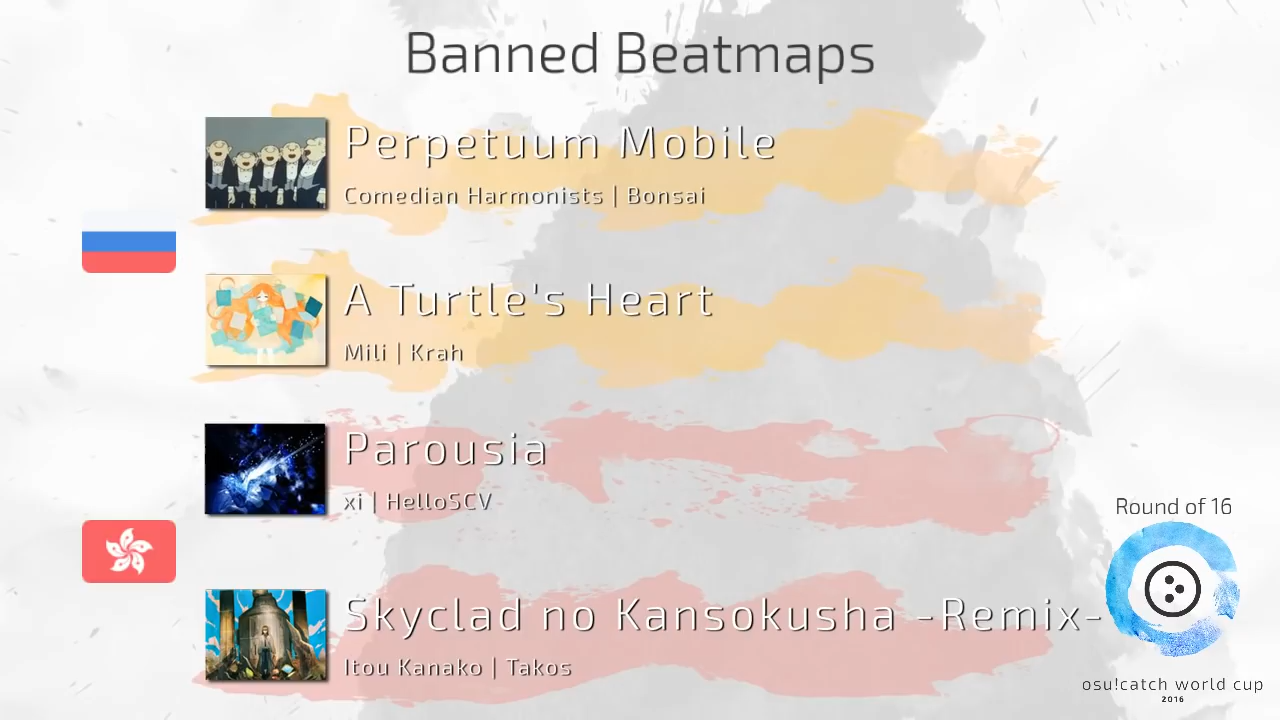 Banned Beatmaps
Perpetuum Mobile
Comedian Harmonists | Bonsai
A Turtle's Heart
Mili | Krah
Parousia
xi | HelloSCV
Skyclad no Kansokusha -Remix-
Itou Kanako | Takos
Round of 16
osu!catch world cup
2016